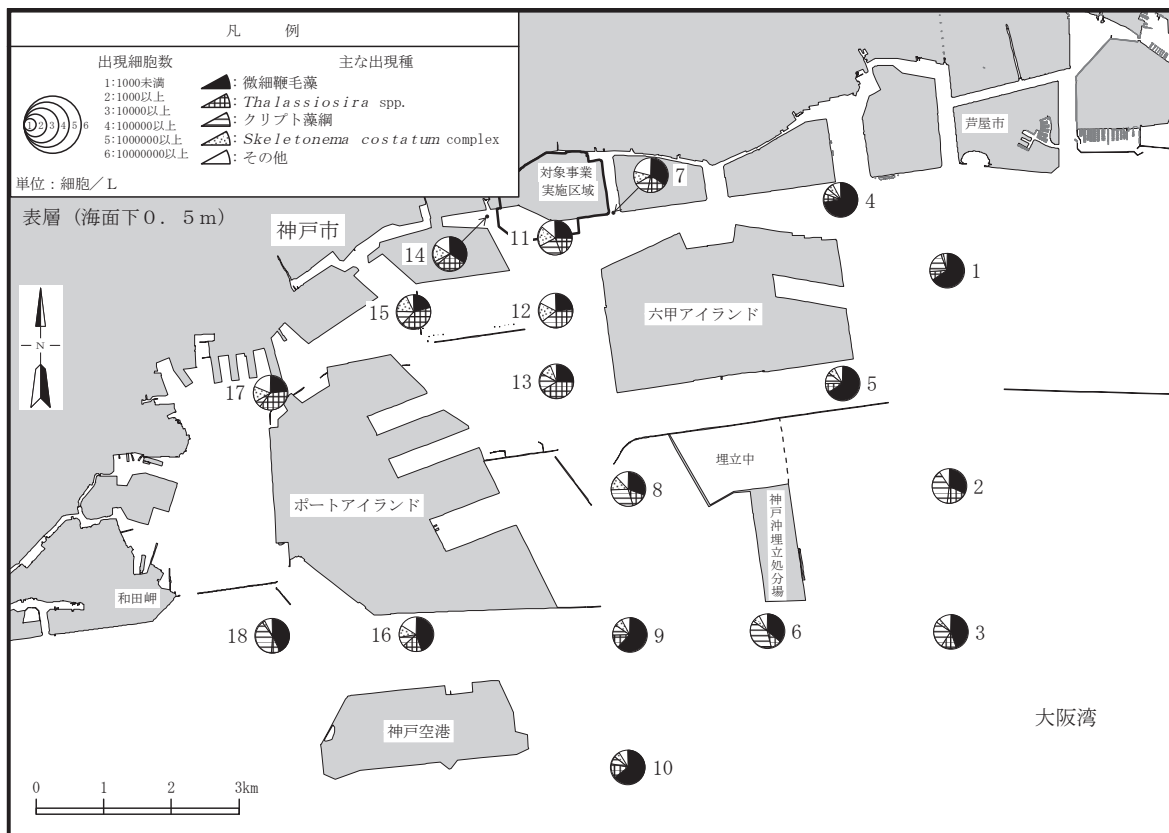 凡 例
出現細胞数
主な出現種
1:1000未満
2:1000以上
3:10000以上
4:100000以上
5:1000000以上
6:10000000以上
1 2 3 4 5 6
:微細鞭毛藻
:Thalassiosira spp.
:クリプト藻綱
:Skeletonema costatum complex
:その他
単位:細胞/L
表層(海面下0.5m)
神戸市
対象事業
実施区域
芦屋市
7
4
11
14
1
15
12
六甲アイランド
N
13
5
17
埋立中
8
2
ポートアイランド
神戸沖埋立処分場
和田岬
18
16
9
6
3
大阪湾
神戸空港
10
0 1 2 3km